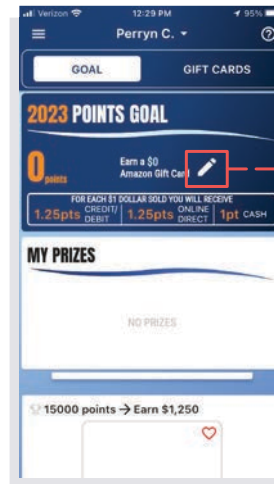 Verizon 12:29 PM 95%
Perryn C.
GOAL GIFT CARDS
2023 POINTS GOAL
0 points
Earn a $0
Amazon Gift Card
FOR EACH $1 DOLLAR SOLD YOU WILL RECEIVE
1.25pts CREDIT/ DEBIT 1.25pts ONLINE DIRECT 1pt CASH
MY PRIZES
NO PRIZES
15000 points → Earn $1,250